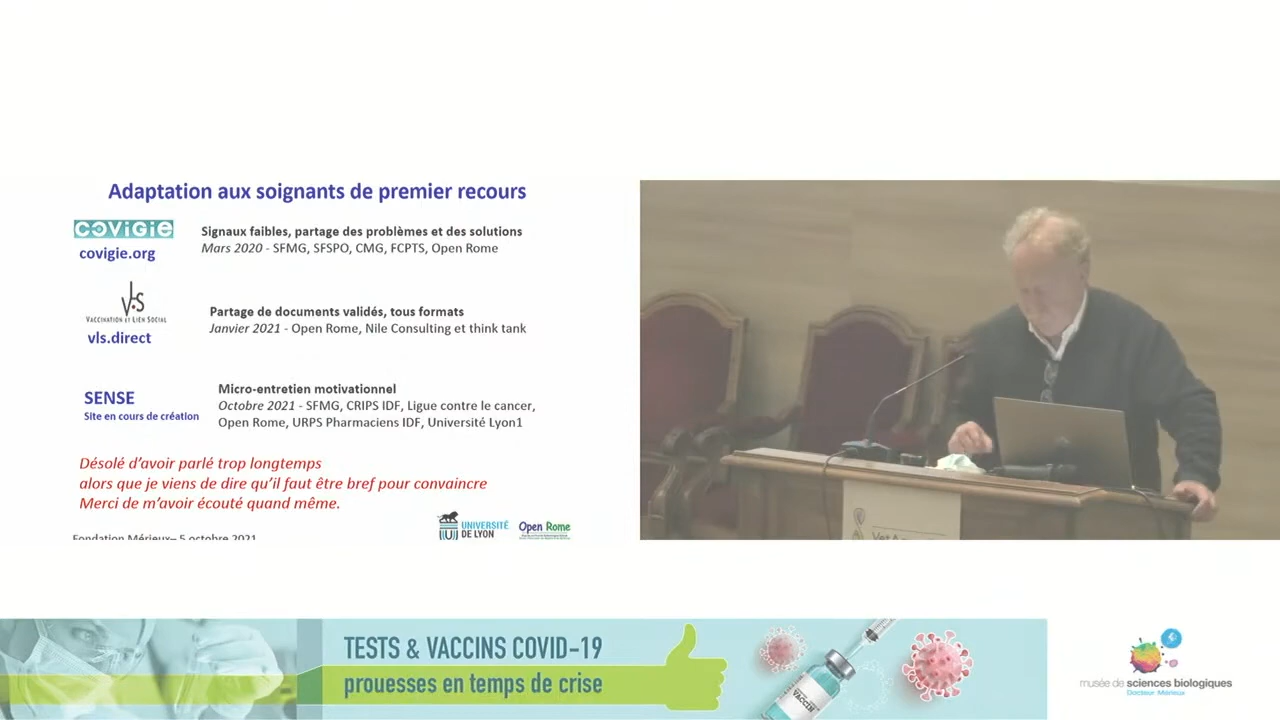 Adaptation aux soignants de premier recours
COVIGIE
covigie.org
Signaux faibles, partage des problèmes et des solutions
Mars 2020 - SFMG, SFSPO, CMG, FCPTS, Open Rome
VLS
VACCINATION ET LIEN SOCIAL
vls.direct
Partage de documents validés, tous formats
Janvier 2021 - Open Rome, Nile Consulting et think tank
SENSE
Site en cours de création
Micro-entretien motivationnel
Octobre 2021 - SFMG, CRIPS IDF, Ligue contre le cancer,
Open Rome, URPS Pharmaciens IDF, Université Lyon1
Désolé d'avoir parlé trop longtemps
alors que je viens de dire qu'il faut être bref pour convaincre
Merci de m'avoir écouté quand même.
Fondation Mérieux– 5 octobre 2021
UNIVERSITÉ
DE LYON
Open Rome
TESTS & VACCINS COVID-19
prouesses en temps de crise
VACCIN
musée de sciences biologiques
Docteur Mérieux